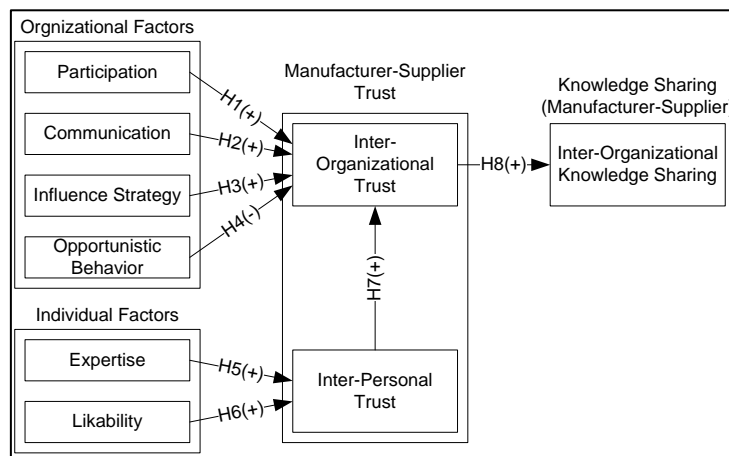 Orgnizational Factors
Participation
Communication
Influence Strategy
Opportunistic
Behavior
Individual Factors
Expertise
Likability
H1(+)
H2(+)
H3(+)
H4(-)
H5(+)
H6(+)
Manufacturer-Supplier
Trust
Inter-
Organizational
Trust
H7(+)
Inter-Personal
Trust
H8(+)
Knowledge Sharing
(Manufacturer-Supplier)
Inter-Organizational
Knowledge Sharing